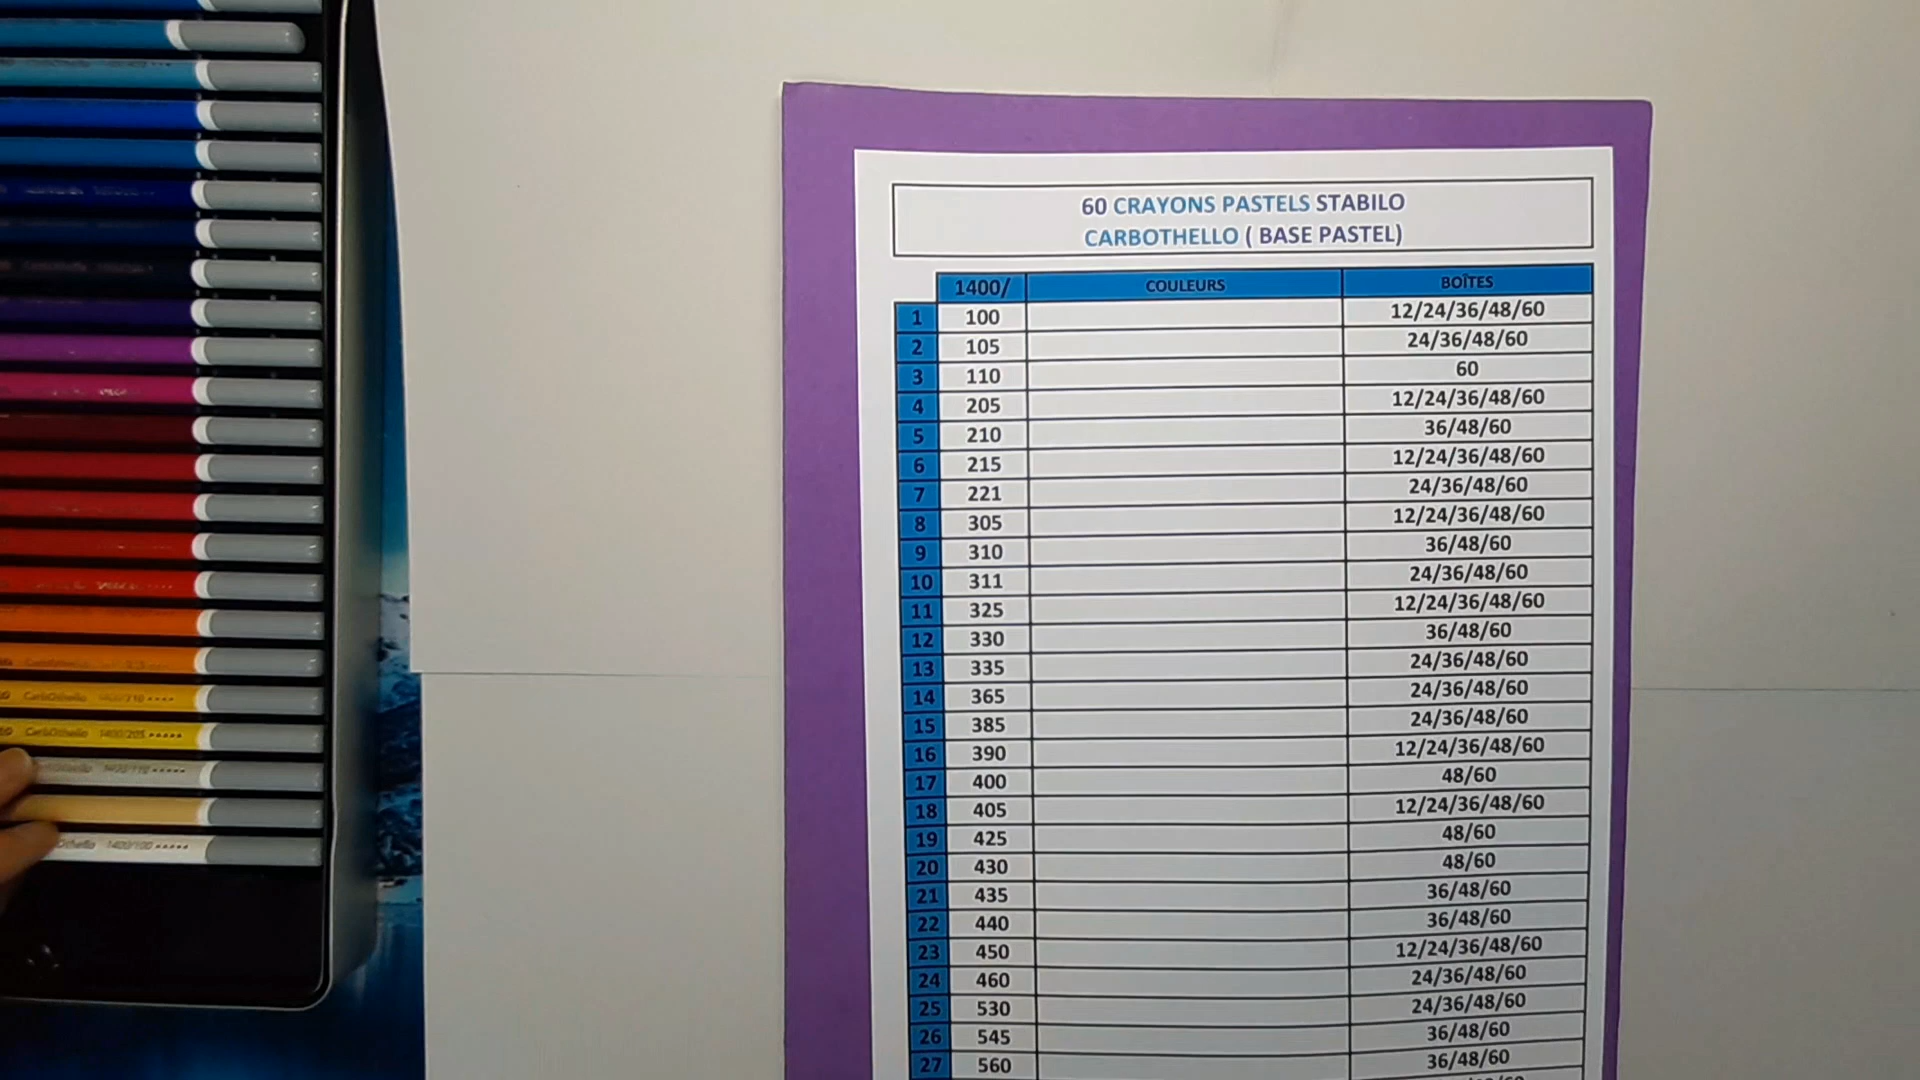 60 CRAYONS PASTELS STABILO
CARBOTHELLO ( BASE PASTEL)
1400/ COULEURS BOÎTES
1 100 12/24/36/48/60
2 105 24/36/48/60
3 110 60
4 205 12/24/36/48/60
5 210 36/48/60
6 215 12/24/36/48/60
7 221 24/36/48/60
8 305 12/24/36/48/60
9 310 36/48/60
10 311 24/36/48/60
11 325 12/24/36/48/60
12 330 36/48/60
13 335 24/36/48/60
14 365 24/36/48/60
15 385 24/36/48/60
16 390 12/24/36/48/60
17 400 48/60
18 405 12/24/36/48/60
19 425 48/60
20 430 48/60
21 435 36/48/60
22 440 36/48/60
23 450 12/24/36/48/60
24 460 24/36/48/60
25 530 24/36/48/60
26 545 36/48/60
27 560 36/48/60
CarbOthello 1400/210
CarbOthello 1400/205
1400/100